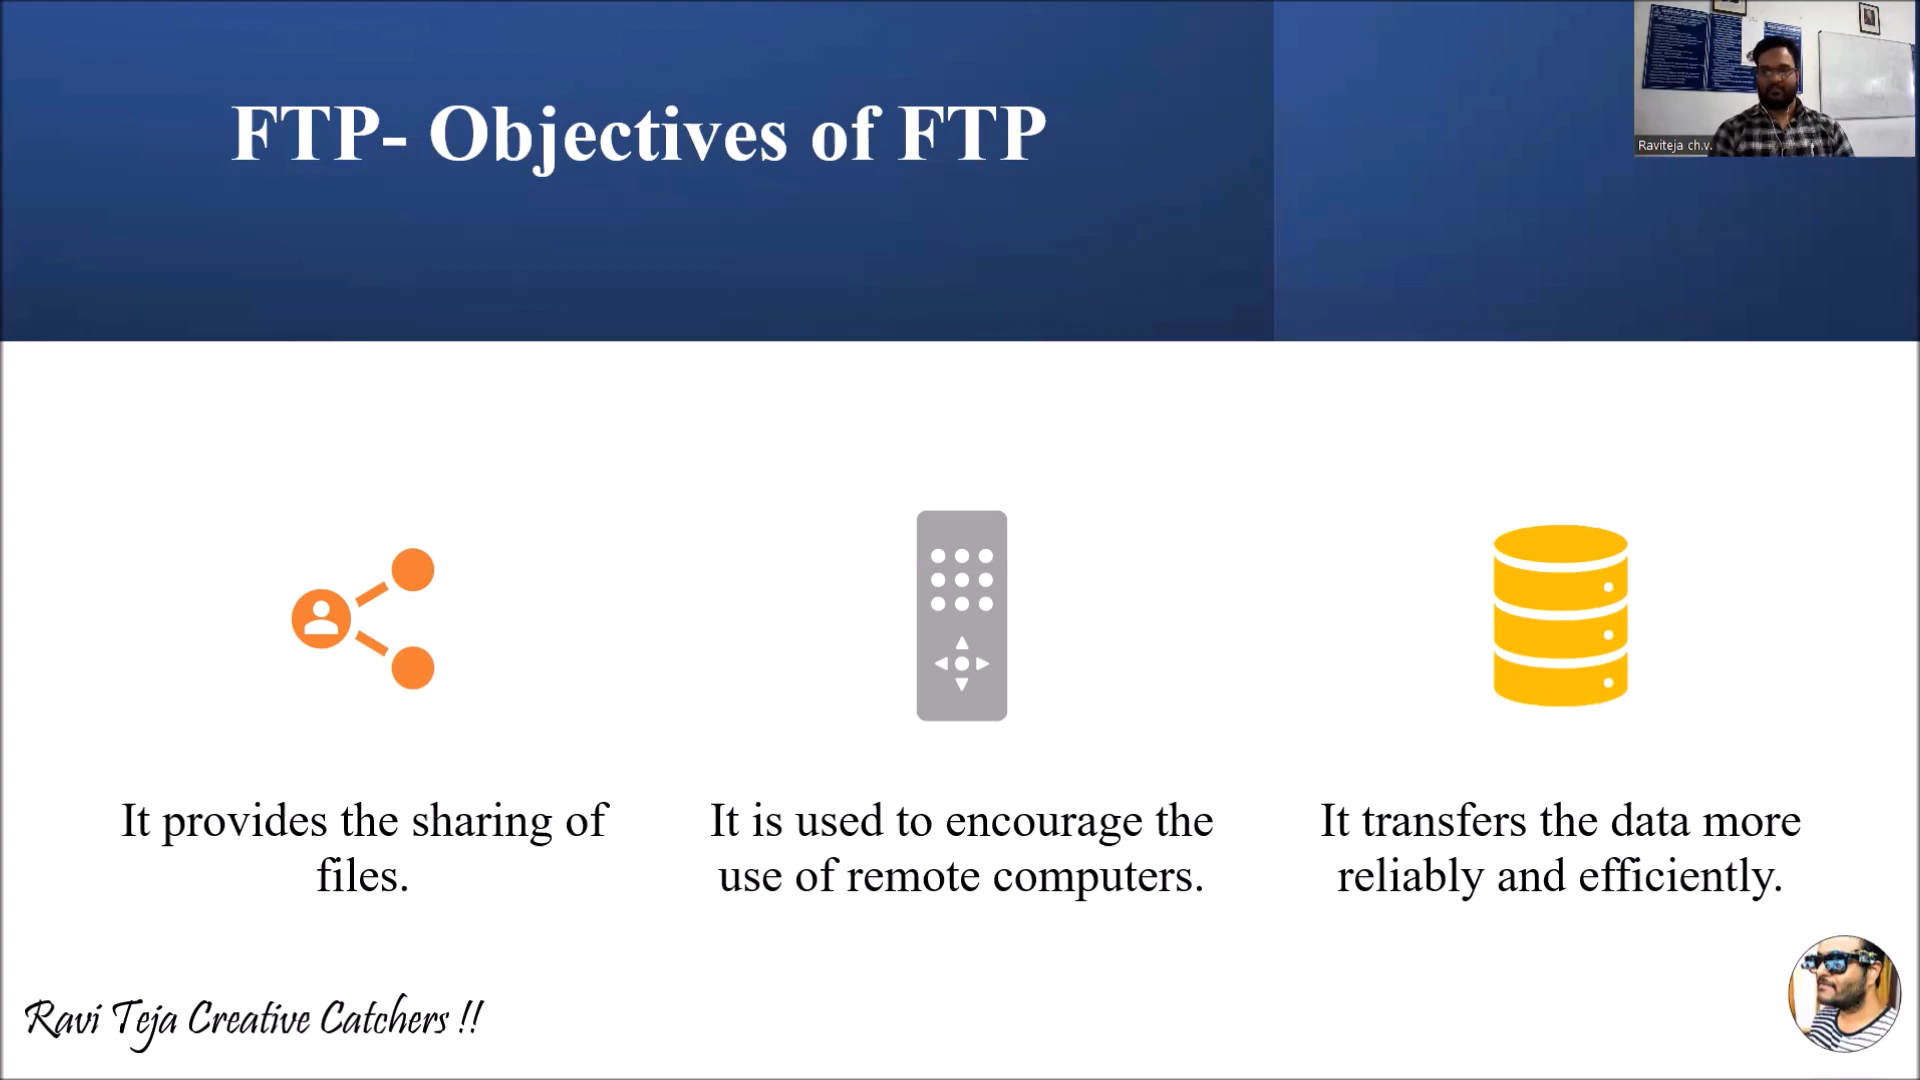 FTP- Objectives of FTP
Raviteja ch.v.
It provides the sharing of
files.
It is used to encourage the
use of remote computers.
It transfers the data more
reliably and efficiently.
Ravi Teja Creative Catchers !!